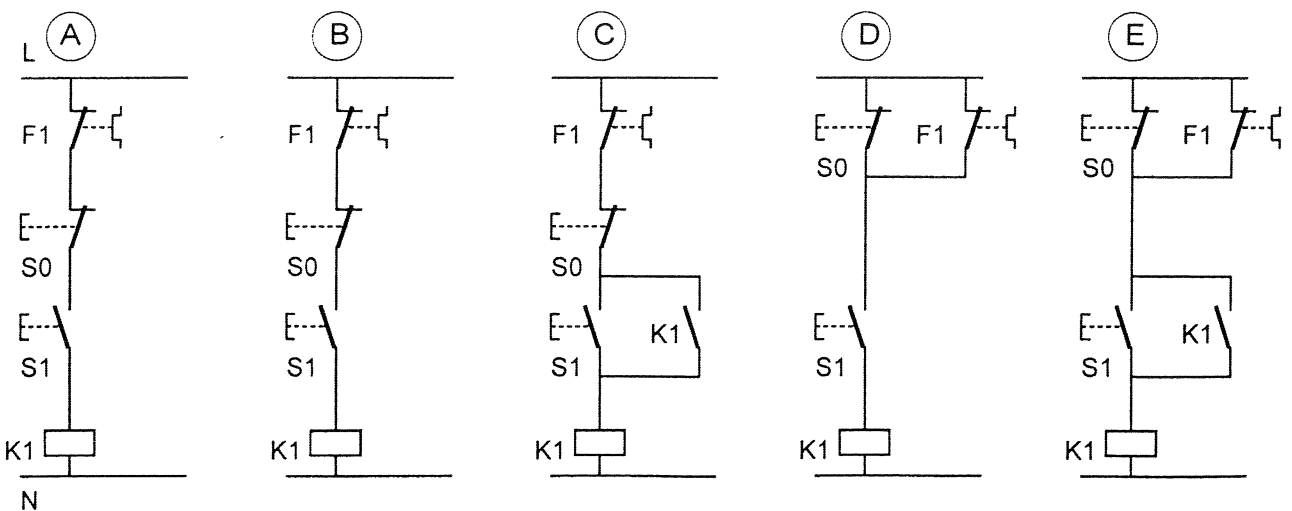 A B C D E
L
F1 F1 F1 F1 F1
S0 S0
S0 S0 S0
S1 K1 S1 K1
S1 S1 S1
K1 K1 K1 K1 K1
N